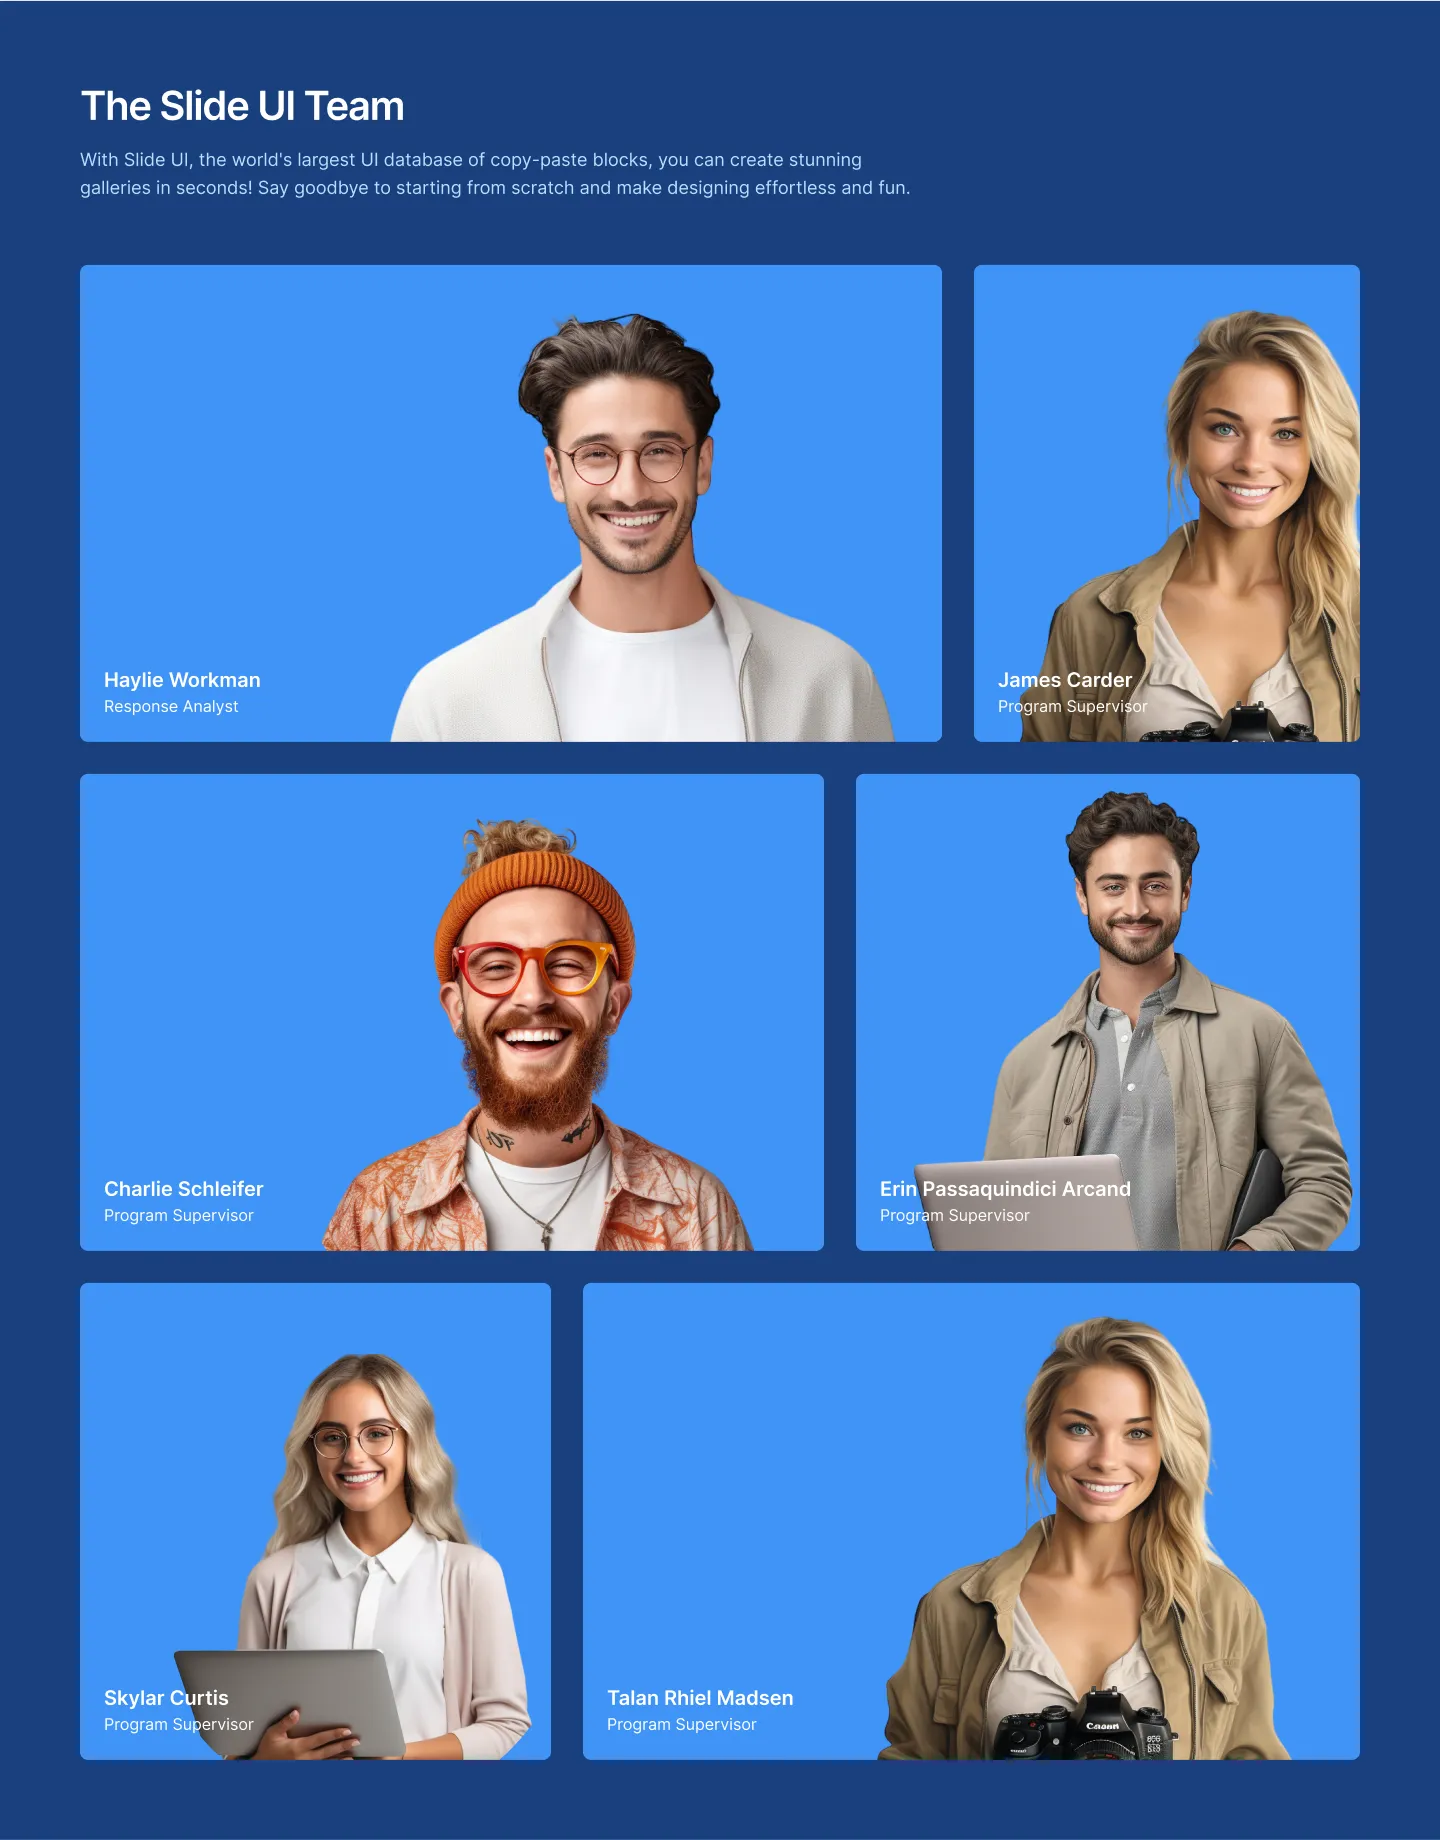 The Slide UI Team
With Slide UI, the world's largest UI database of copy-paste blocks, you can create stunning
galleries in seconds! Say goodbye to starting from scratch and make designing effortless and fun.
Haylie Workman
Response Analyst
James Carder
Program Supervisor
Charlie Schleifer
Program Supervisor
Erin Passaquindici Arcand
Program Supervisor
Skylar Curtis
Program Supervisor
Talan Rhiel Madsen
Program Supervisor
Canon